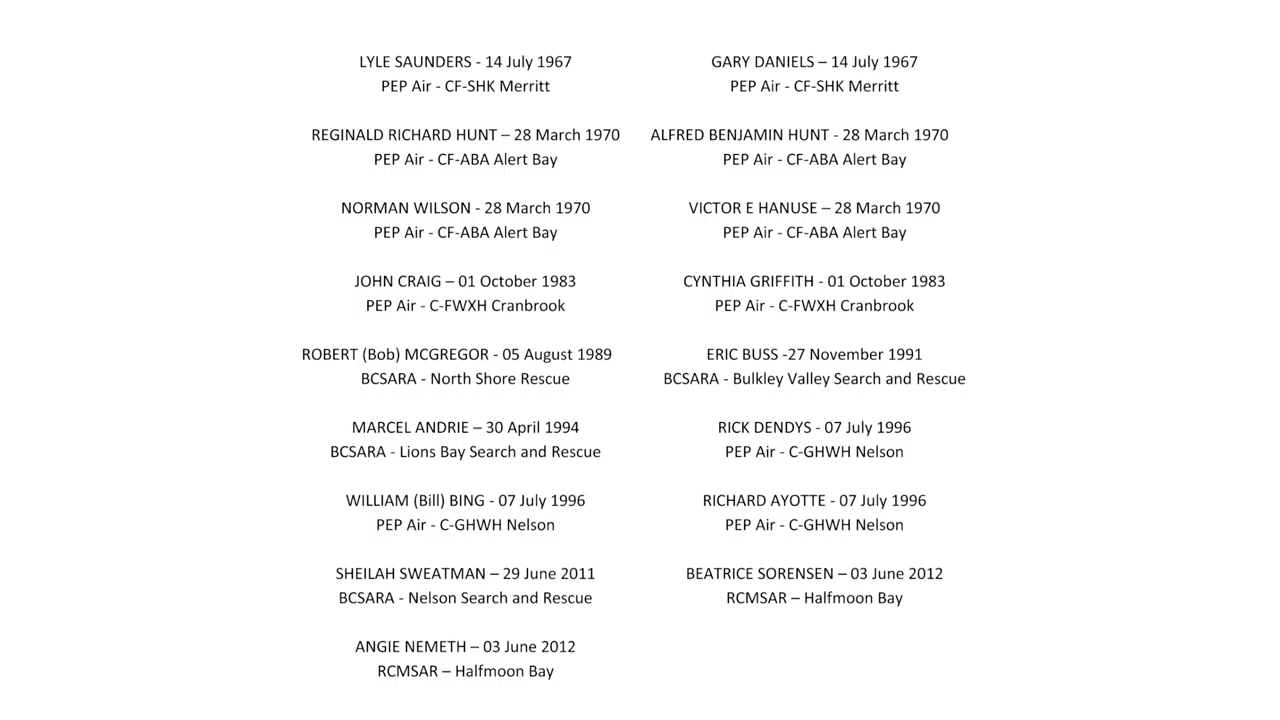 LYLE SAUNDERS - 14 July 1967
PEP Air - CF-SHK Merritt
GARY DANIELS – 14 July 1967
PEP Air - CF-SHK Merritt
REGINALD RICHARD HUNT – 28 March 1970
PEP Air - CF-ABA Alert Bay
ALFRED BENJAMIN HUNT - 28 March 1970
PEP Air - CF-ABA Alert Bay
NORMAN WILSON - 28 March 1970
PEP Air - CF-ABA Alert Bay
VICTOR E HANUSE – 28 March 1970
PEP Air - CF-ABA Alert Bay
JOHN CRAIG – 01 October 1983
PEP Air - C-FWXH Cranbrook
CYNTHIA GRIFFITH - 01 October 1983
PEP Air - C-FWXH Cranbrook
ROBERT (Bob) MCGREGOR - 05 August 1989
BCSARA - North Shore Rescue
ERIC BUSS -27 November 1991
BCSARA - Bulkley Valley Search and Rescue
MARCEL ANDRIE – 30 April 1994
BCSARA - Lions Bay Search and Rescue
RICK DENDYS - 07 July 1996
PEP Air - C-GHWH Nelson
WILLIAM (Bill) BING - 07 July 1996
PEP Air - C-GHWH Nelson
RICHARD AYOTTE - 07 July 1996
PEP Air - C-GHWH Nelson
SHEILAH SWEATMAN – 29 June 2011
BCSARA - Nelson Search and Rescue
BEATRICE SORENSEN – 03 June 2012
RCMSAR – Halfmoon Bay
ANGIE NEMETH – 03 June 2012
RCMSAR – Halfmoon Bay